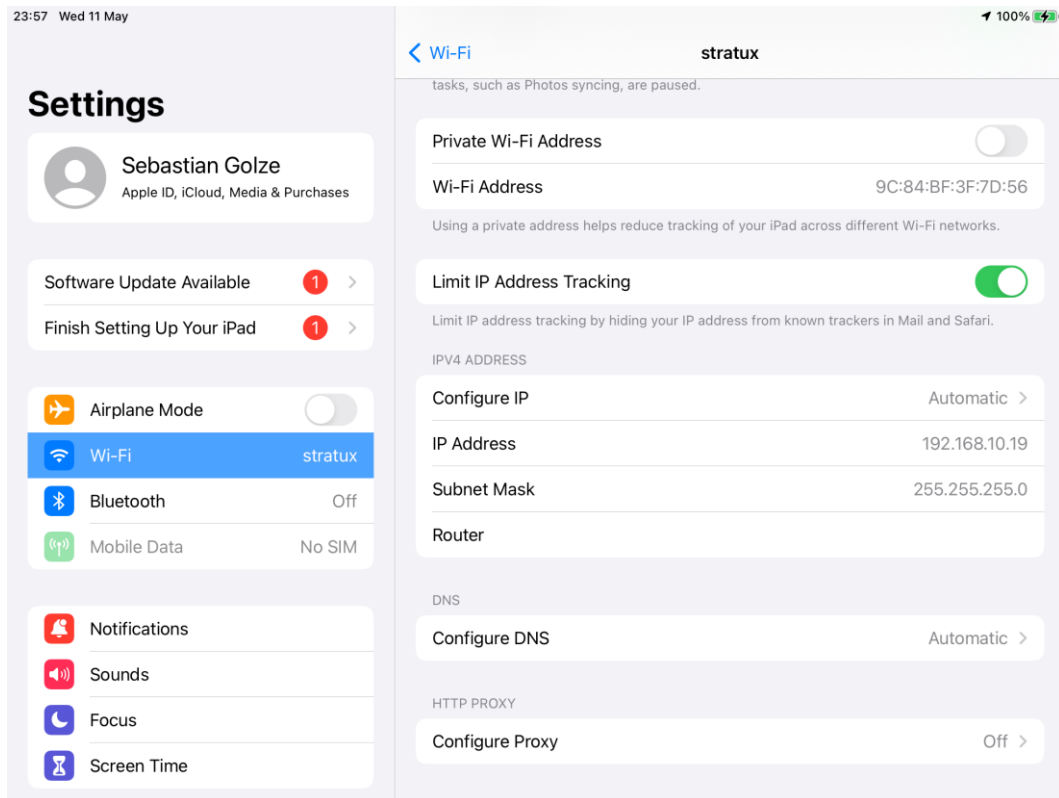 23:57 Wed 11 May
100%
Settings
Sebastian Golze
Apple ID, iCloud, Media & Purchases
Software Update Available 1
Finish Setting Up Your iPad 1
Airplane Mode
Wi-Fi stratux
Bluetooth Off
Mobile Data No SIM
Notifications
Sounds
Focus
Screen Time
Wi-Fi
stratux
tasks, such as Photos syncing, are paused.
Private Wi-Fi Address
Wi-Fi Address 9C:84:BF:3F:7D:56
Using a private address helps reduce tracking of your iPad across different Wi-Fi networks.
Limit IP Address Tracking
Limit IP address tracking by hiding your IP address from known trackers in Mail and Safari.
IPV4 ADDRESS
Configure IP Automatic
IP Address 192.168.10.19
Subnet Mask 255.255.255.0
Router
DNS
Configure DNS Automatic
HTTP PROXY
Configure Proxy Off